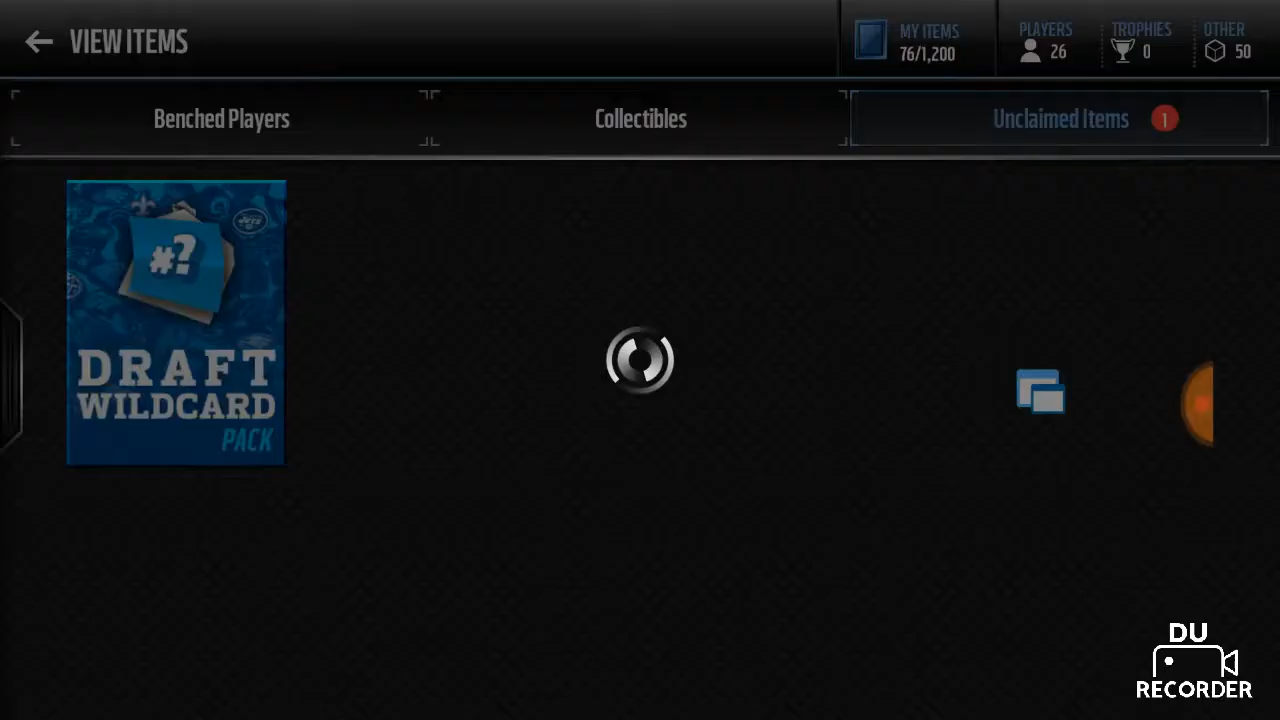 VIEW ITEMS
MY ITEMS
76/1,200
PLAYERS
26
TROPHIES
0
OTHER
50
Benched Players
Collectibles
Unclaimed Items
1
JETS
#?
DRAFT
WILDCARD
PACK
DU
RECORDER